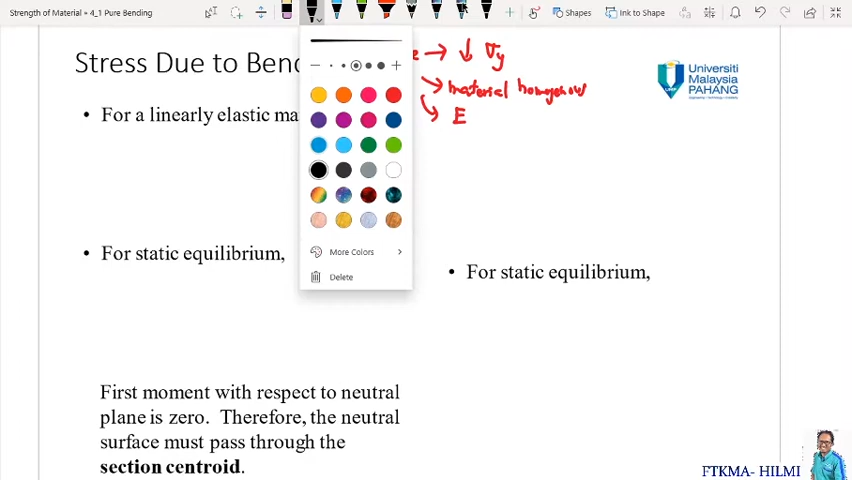 Strength of Material » 4_1 Pure Bending
Shapes
Ink to Shape
Stress Due to Bend
→ ↓ σy
→ material homogenous
→ E
Universiti
Malaysia
PAHANG
• For a linearly elastic ma
More Colors
Delete
• For static equilibrium,
• For static equilibrium,
First moment with respect to neutral
plane is zero. Therefore, the neutral
surface must pass through the
section centroid.
FTKMA- HILMI